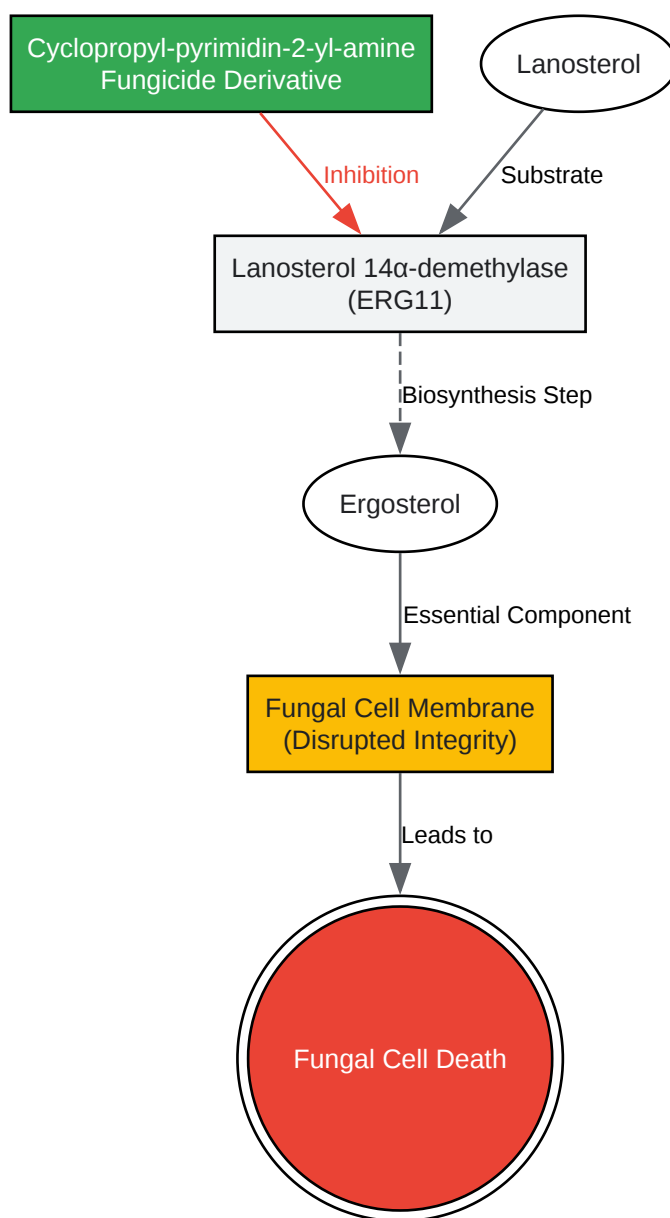 Cyclopropyl-pyrimidin-2-yl-amine
Fungicide Derivative
Lanosterol
Inhibition
Substrate
Lanosterol 14α-demethylase
(ERG11)
Biosynthesis Step
Ergosterol
Essential Component
Fungal Cell Membrane
(Disrupted Integrity)
Leads to
Fungal Cell Death